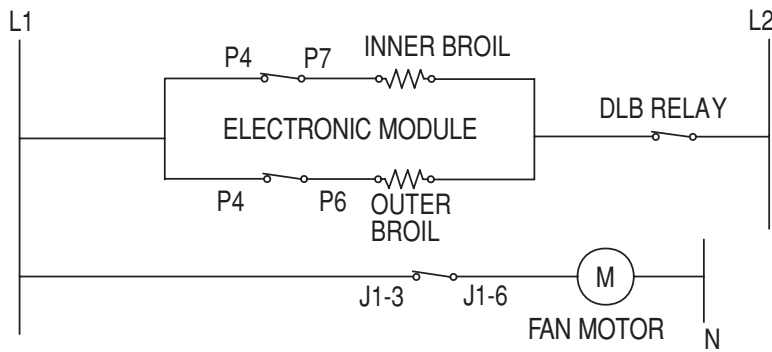 L1
L2
P4
P7
INNER BROIL
DLB RELAY
ELECTRONIC MODULE
P4
P6
OUTER
BROIL
J1-3
J1-6
M
FAN MOTOR
N